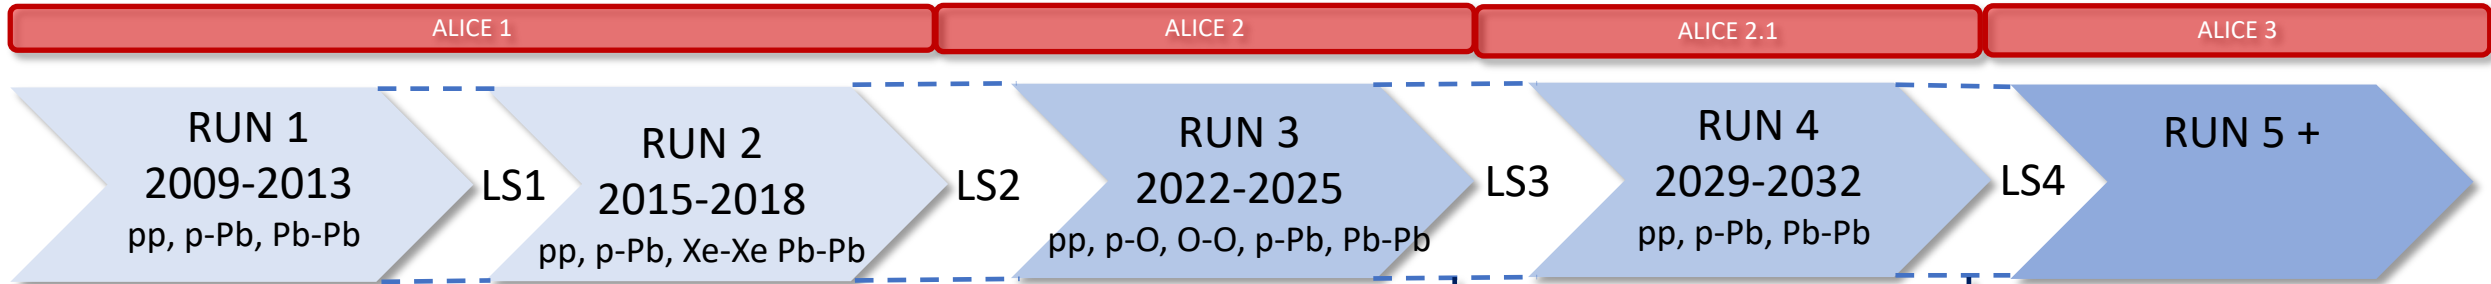 ALICE 1
ALICE 2
ALICE 2.1
ALICE 3
RUN 1
2009-2013
pp, p-Pb, Pb-Pb
LS1
RUN 2
2015-2018
pp, p-Pb, Xe-Xe Pb-Pb
LS2
RUN 3
2022-2025
pp, p-O, O-O, p-Pb, Pb-Pb
LS3
RUN 4
2029-2032
pp, p-Pb, Pb-Pb
LS4
RUN 5 +